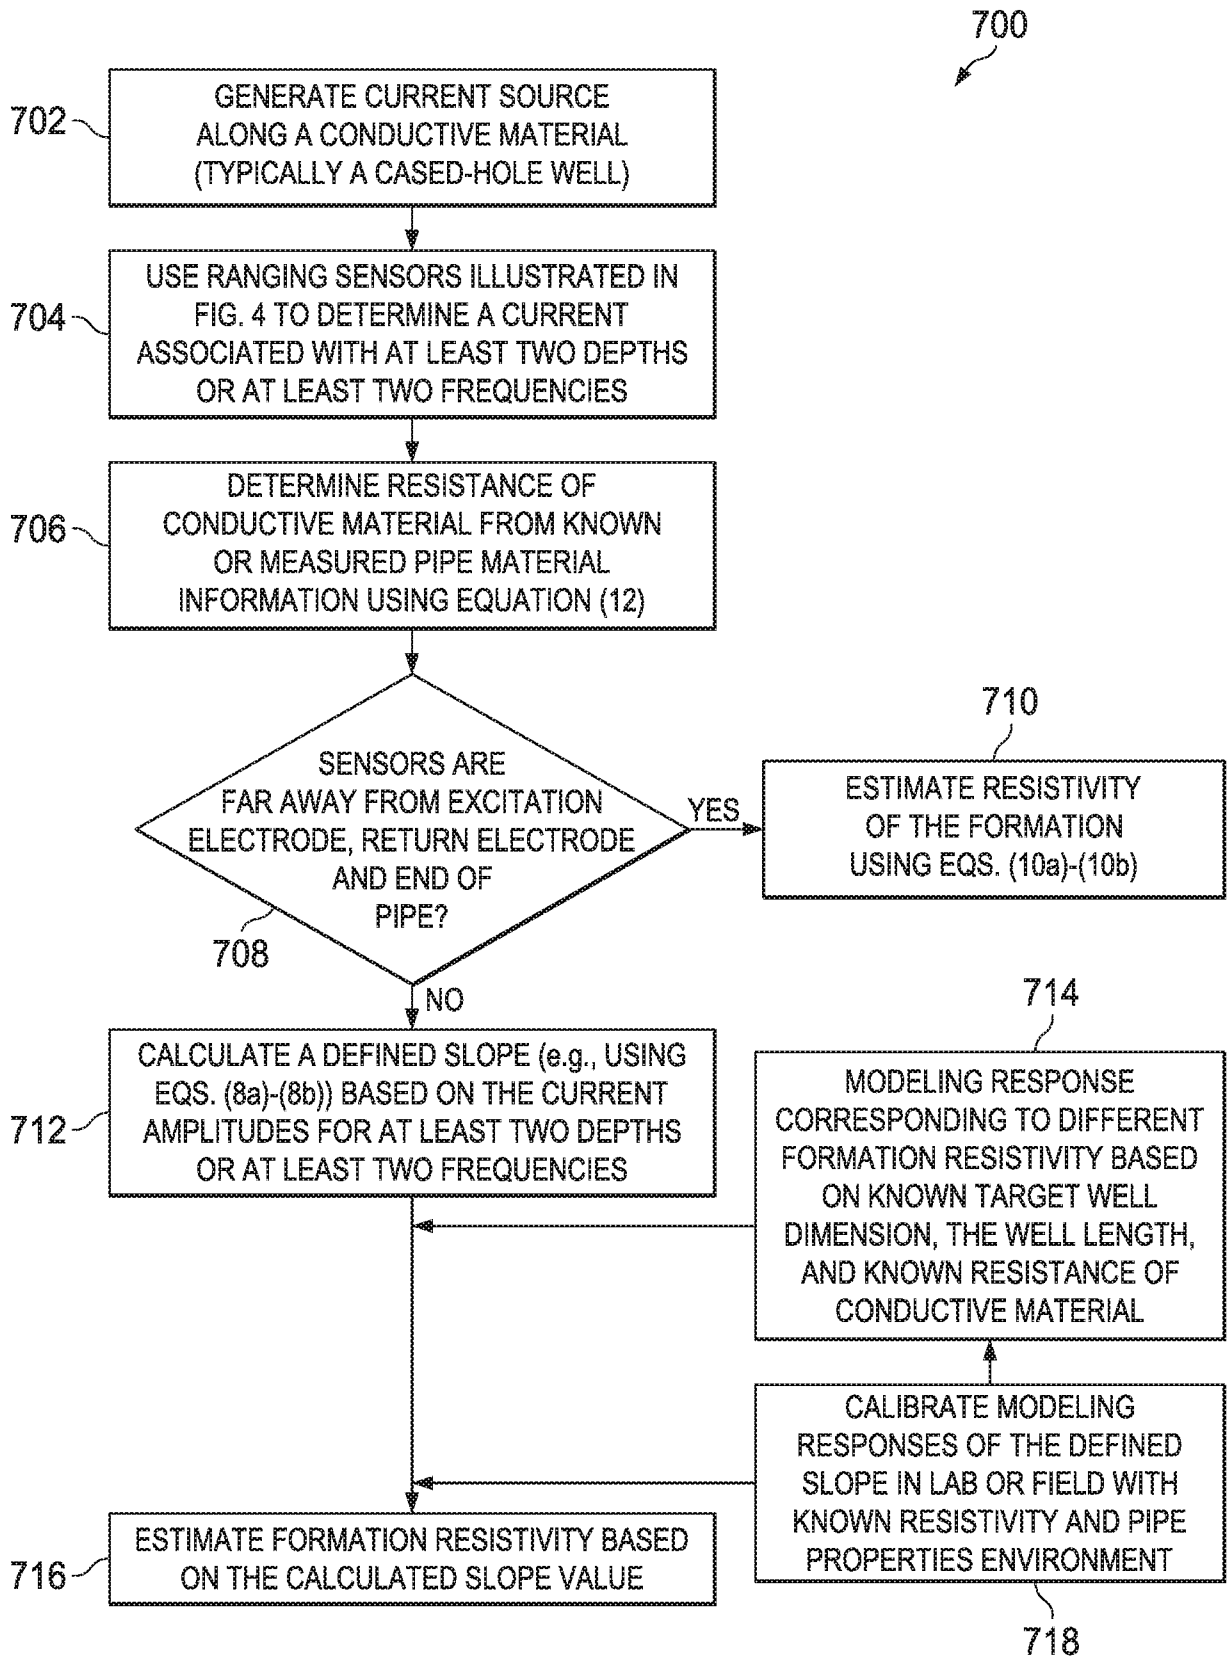 700
702
GENERATE CURRENT SOURCE
ALONG A CONDUCTIVE MATERIAL
(TYPICALLY A CASED-HOLE WELL)
704
USE RANGING SENSORS ILLUSTRATED IN
FIG. 4 TO DETERMINE A CURRENT
ASSOCIATED WITH AT LEAST TWO DEPTHS
OR AT LEAST TWO FREQUENCIES
706
DETERMINE RESISTANCE OF
CONDUCTIVE MATERIAL FROM KNOWN
OR MEASURED PIPE MATERIAL
INFORMATION USING EQUATION (12)
708
SENSORS ARE
FAR AWAY FROM EXCITATION
ELECTRODE, RETURN ELECTRODE
AND END OF
PIPE?
YES
710
ESTIMATE RESISTIVITY
OF THE FORMATION
USING EQS. (10a)-(10b)
NO
712
CALCULATE A DEFINED SLOPE (e.g., USING
EQS. (8a)-(8b)) BASED ON THE CURRENT
AMPLITUDES FOR AT LEAST TWO DEPTHS
OR AT LEAST TWO FREQUENCIES
714
MODELING RESPONSE
CORRESPONDING TO DIFFERENT
FORMATION RESISTIVITY BASED
ON KNOWN TARGET WELL
DIMENSION, THE WELL LENGTH,
AND KNOWN RESISTANCE OF
CONDUCTIVE MATERIAL
CALIBRATE MODELING
RESPONSES OF THE DEFINED
SLOPE IN LAB OR FIELD WITH
KNOWN RESISTIVITY AND PIPE
PROPERTIES ENVIRONMENT
718
716
ESTIMATE FORMATION RESISTIVITY BASED
ON THE CALCULATED SLOPE VALUE